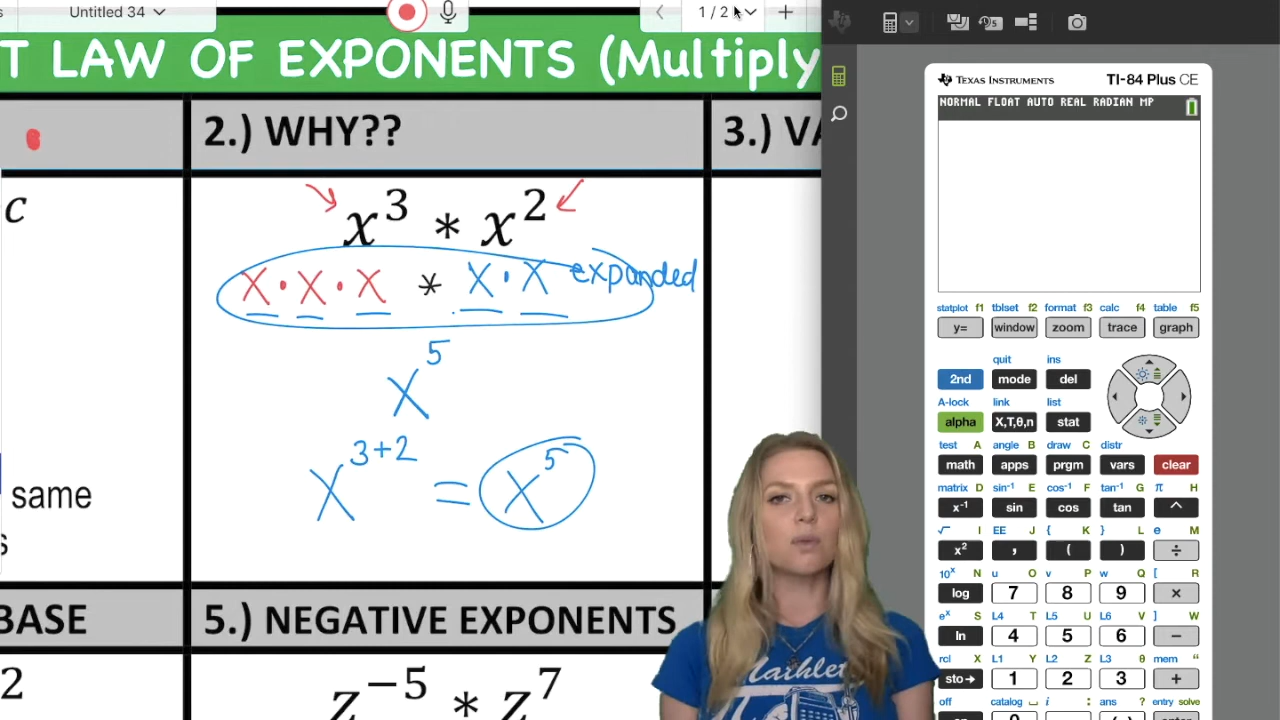 Untitled 34
1 / 2
T LAW OF EXPONENTS (Multiply
2.) WHY??
3.) VA
c
x³ * x²
X · X · X * X · X expanded
X⁵
X³⁺² = X⁵
same
s
BASE
5.) NEGATIVE EXPONENTS
2
z⁻⁵ * z⁷
Mathlet
TEXAS INSTRUMENTS TI-84 Plus CE
NORMAL FLOAT AUTO REAL RADIAN MP
statplot f1 tblset f2 format f3 calc f4 table f5
y= window zoom trace graph
quit ins
2nd mode del
A-lock link list
alpha X,T,θ,n stat
test A angle B draw C distr
math apps prgm vars clear
matrix D sin⁻¹ E cos⁻¹ F tan⁻¹ G π H
x⁻¹ sin cos tan ^
√ I EE J { K } L e M
x² , ( ) ÷
10ˣ N u O v P w Q [ R
log 7 8 9 ×
eˣ S L4 T L5 U L6 V ] W
ln 4 5 6 −
rcl X L1 Y L2 Z L3 θ mem “
sto→ 1 2 3 +
off catalog i : ans ? entry solve